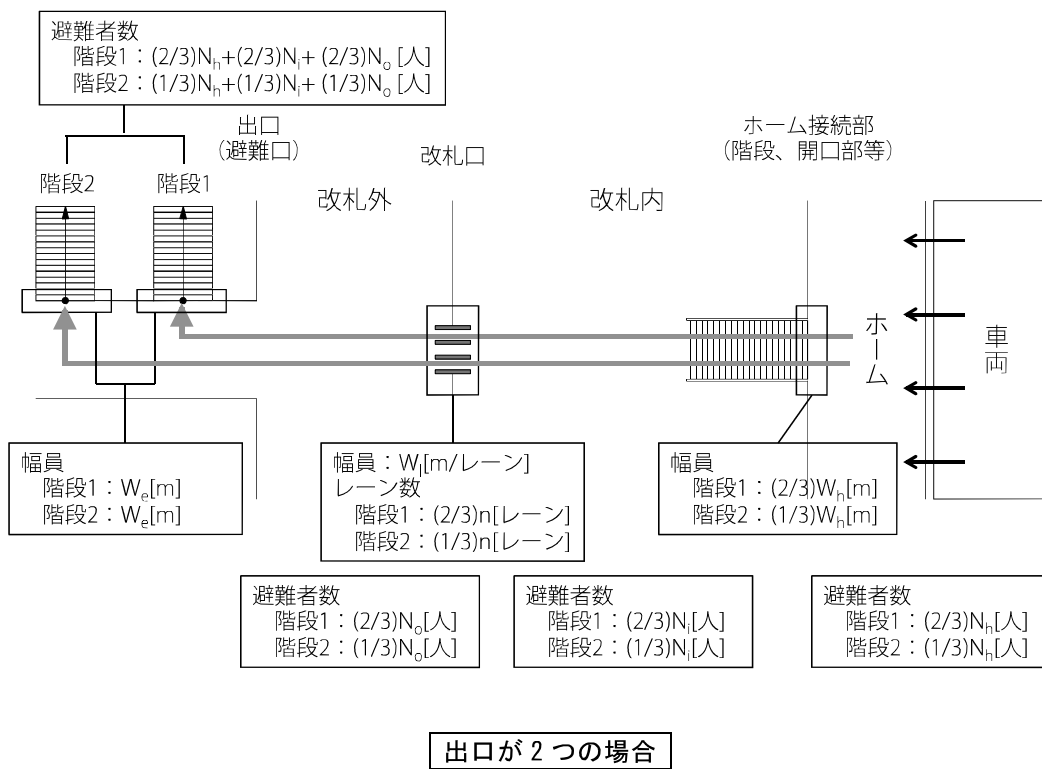 避難者数
階段1：(2/3)Nh+(2/3)Ni+ (2/3)No [人]
階段2：(1/3)Nh+(1/3)Ni+ (1/3)No [人]
出口
（避難口）
改札口
ホーム接続部
（階段、開口部等）
階段2
階段1
改札外
改札内
ホーム
車両
幅員
階段1：We[m]
階段2：We[m]
幅員：Wl[m/レーン]
レーン数
階段1：(2/3)n[レーン]
階段2：(1/3)n[レーン]
幅員
階段1：(2/3)Wh[m]
階段2：(1/3)Wh[m]
避難者数
階段1：(2/3)No[人]
階段2：(1/3)No[人]
避難者数
階段1：(2/3)Ni[人]
階段2：(1/3)Ni[人]
避難者数
階段1：(2/3)Nh[人]
階段2：(1/3)Nh[人]
出口が２つの場合